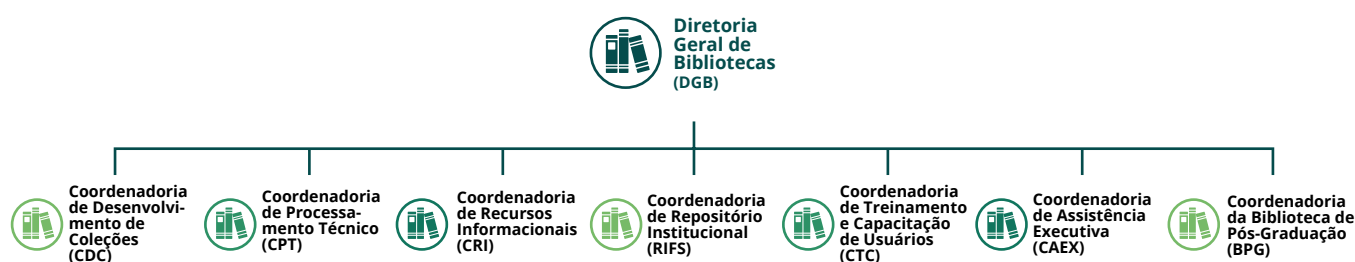 Diretoria
Geral de
Bibliotecas
(DGB)
Coordenadoria
de Desenvolvi-
mento de
Coleções
(CDC)
Coordenadoria
de Processa-
mento Técnico
(CPT)
Coordenadoria
de Recursos
Informacionais
(CRI)
Coordenadoria
de Repositório
Institucional
(RIFS)
Coordenadoria
de Treinamento
e Capacitação
de Usuários
(CTC)
Coordenadoria
de Assistência
Executiva
(CAEX)
Coordenadoria
da Biblioteca de
Pós-Graduação
(BPG)